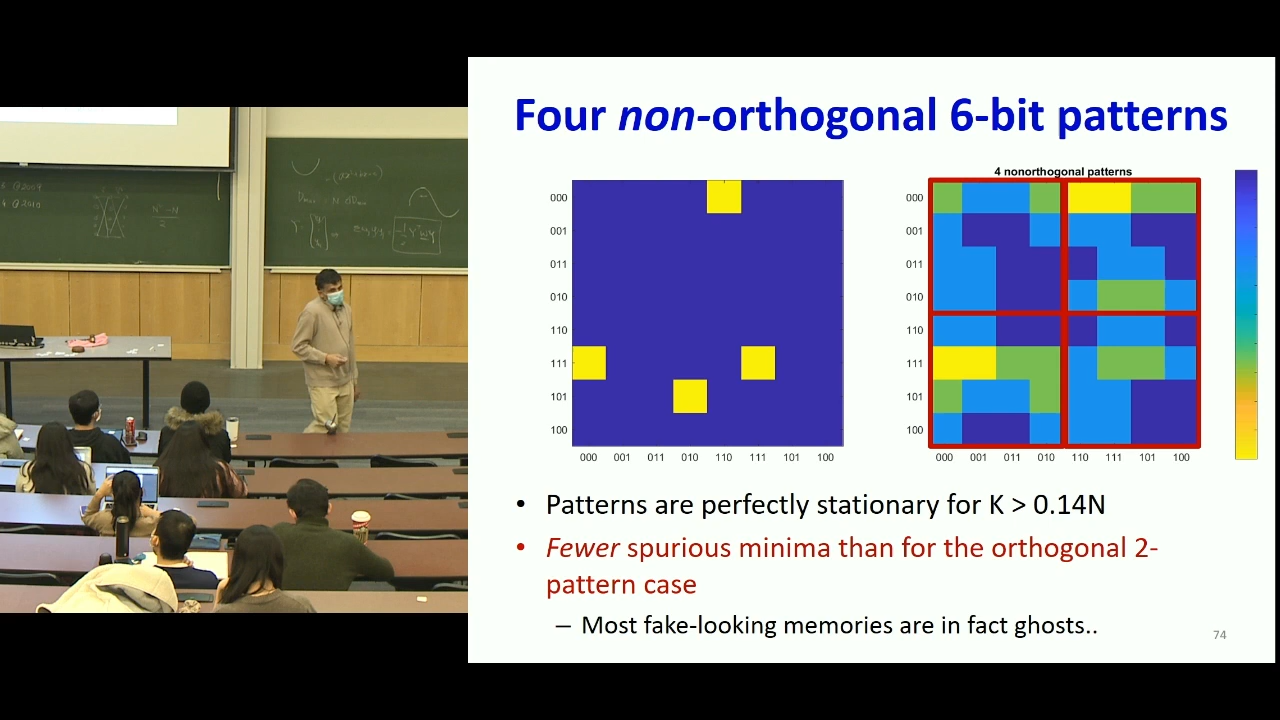 Four non-orthogonal 6-bit patterns
4 nonorthogonal patterns
000
001
011
010
110
111
101
100
000 001 011 010 110 111 101 100
000
001
011
010
110
111
101
100
000 001 011 010 110 111 101 100
• Patterns are perfectly stationary for K > 0.14N
• Fewer spurious minima than for the orthogonal 2-
pattern case
– Most fake-looking memories are in fact ghosts..
74